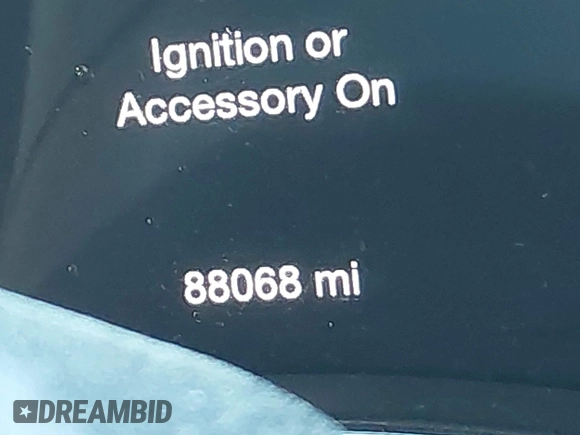 Ignition or
Accessory On
88068 mi
DREAMBID